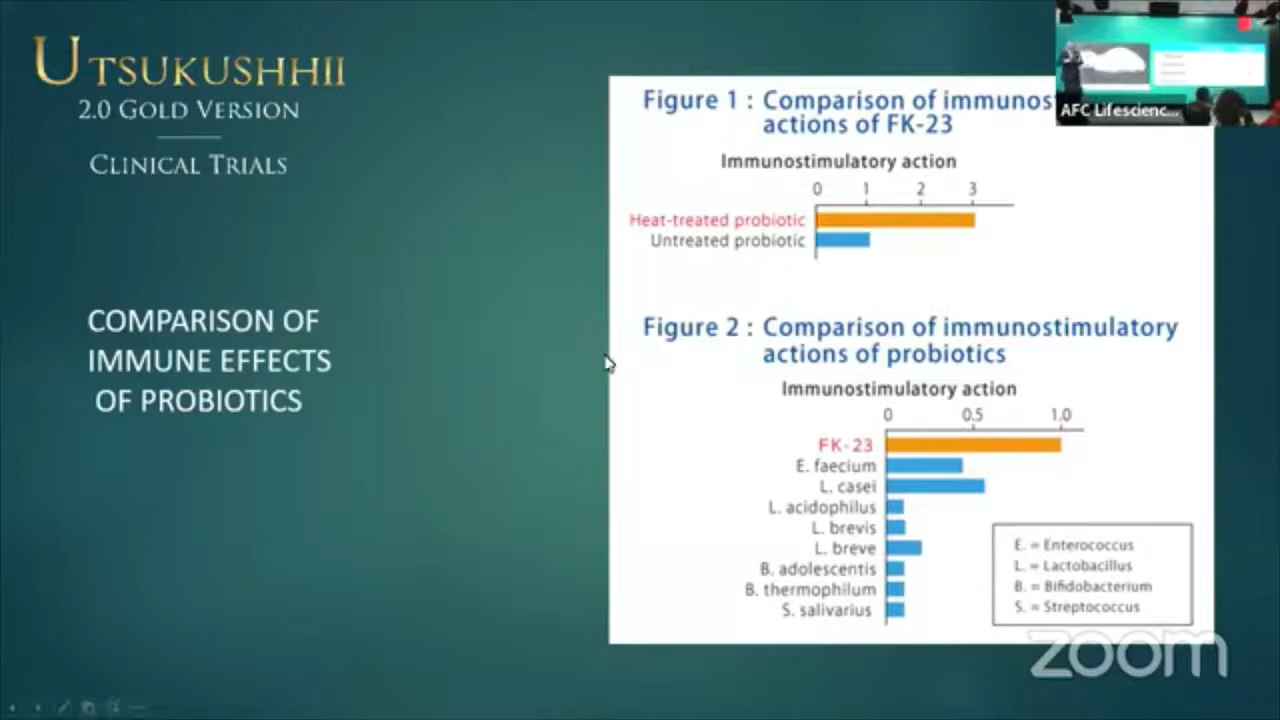 UTSUKUSHHII
2.0 GOLD VERSION
CLINICAL TRIALS
COMPARISON OF
IMMUNE EFFECTS
OF PROBIOTICS
Figure 1 : Comparison of immunos
actions of FK-23
Immunostimulatory action
0 1 2 3
Heat-treated probiotic
Untreated probiotic
Figure 2 : Comparison of immunostimulatory
actions of probiotics
Immunostimulatory action
0 0.5 1.0
FK-23
E. faecium
L. casei
L. acidophilus
L. brevis
L. breve
B. adolescentis
B. thermophilum
S. salivarius
E. = Enterococcus
L. = Lactobacillus
B. = Bifidobacterium
S. = Streptococcus
AFC Lifescienc...
zoom